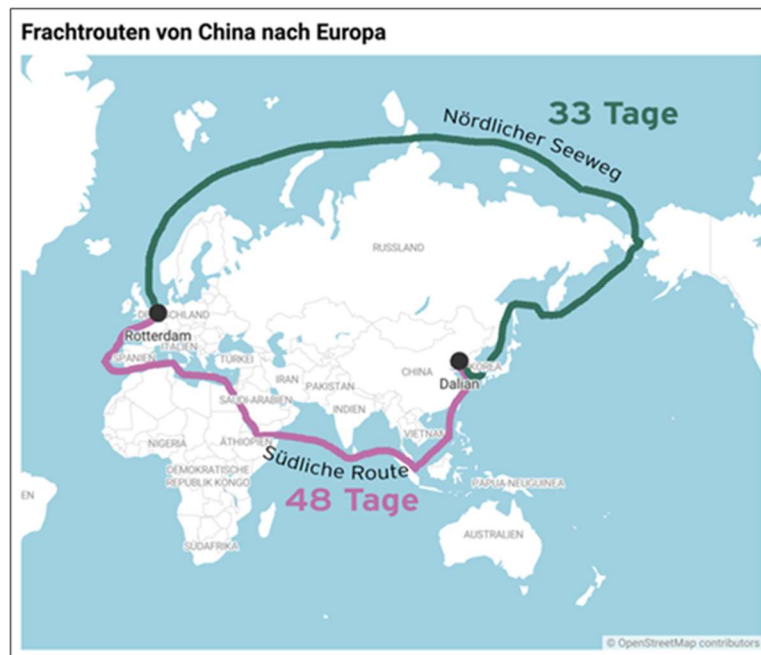 Frachtrouten von China nach Europa
33 Tage
Nördlicher Seeweg
RUSSLAND
DEUTSCHLAND
Rotterdam
ITALIEN
SPANIEN
TÜRKEI
CHINA
KOREA
Dalian
IRAN
PAKISTAN
SAUDI-ARABIEN
INDIEN
NIGERIA
ÄTHIOPIEN
VIETNAM
Südliche Route
DEMOKRATISCHE
REPUBLIK KONGO
48 Tage
PAPUA-NEUGUINEA
EN
AUSTRALIEN
SÜDAFRIKA
© OpenStreetMap contributors